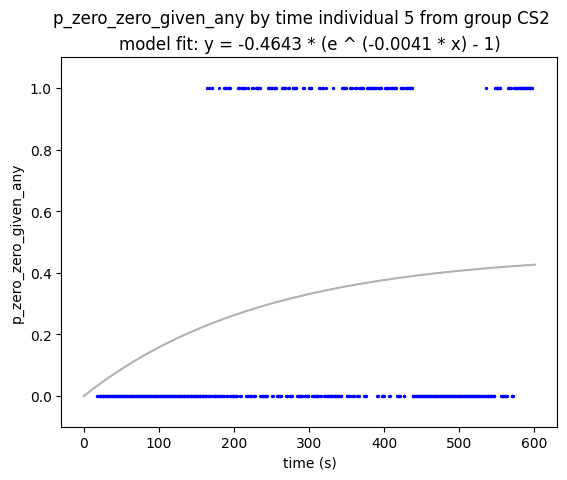 p_zero_zero_given_any by time individual 5 from group CS2
model fit: y = -0.4643 * (e ^ (-0.0041 * x) - 1)
1.0
0.8
0.6
0.4
0.2
0.0
p_zero_zero_given_any
0 100 200 300 400 500 600
time (s)